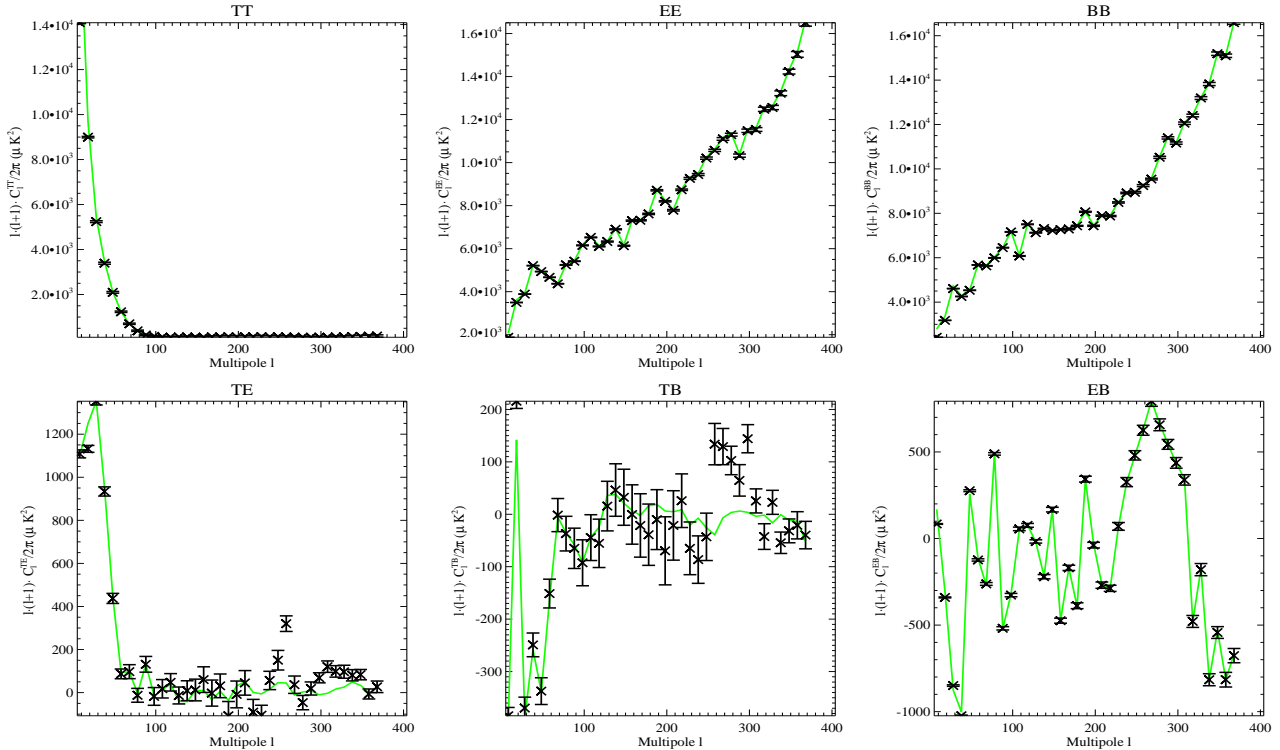 TT
1.4•10⁴
1.2•10⁴
1.0•10⁴
8.0•10³
6.0•10³
4.0•10³
2.0•10³
l·(l+1)· C_l^TT/2π (μ K²)
100 200 300 400
Multipole l
EE
1.6•10⁴
1.4•10⁴
1.2•10⁴
1.0•10⁴
8.0•10³
6.0•10³
4.0•10³
2.0•10³
l·(l+1)· C_l^EE/2π (μ K²)
100 200 300 400
Multipole l
BB
1.6•10⁴
1.4•10⁴
1.2•10⁴
1.0•10⁴
8.0•10³
6.0•10³
4.0•10³
l·(l+1)· C_l^BB/2π (μ K²)
100 200 300 400
Multipole l
TE
1200
1000
800
600
400
200
0
l·(l+1)· C_l^TE/2π (μ K²)
100 200 300 400
Multipole l
TB
200
100
0
-100
-200
-300
l·(l+1)· C_l^TB/2π (μ K²)
100 200 300 400
Multipole l
EB
500
0
-500
-1000
l·(l+1)· C_l^EB/2π (μ K²)
100 200 300 400
Multipole l